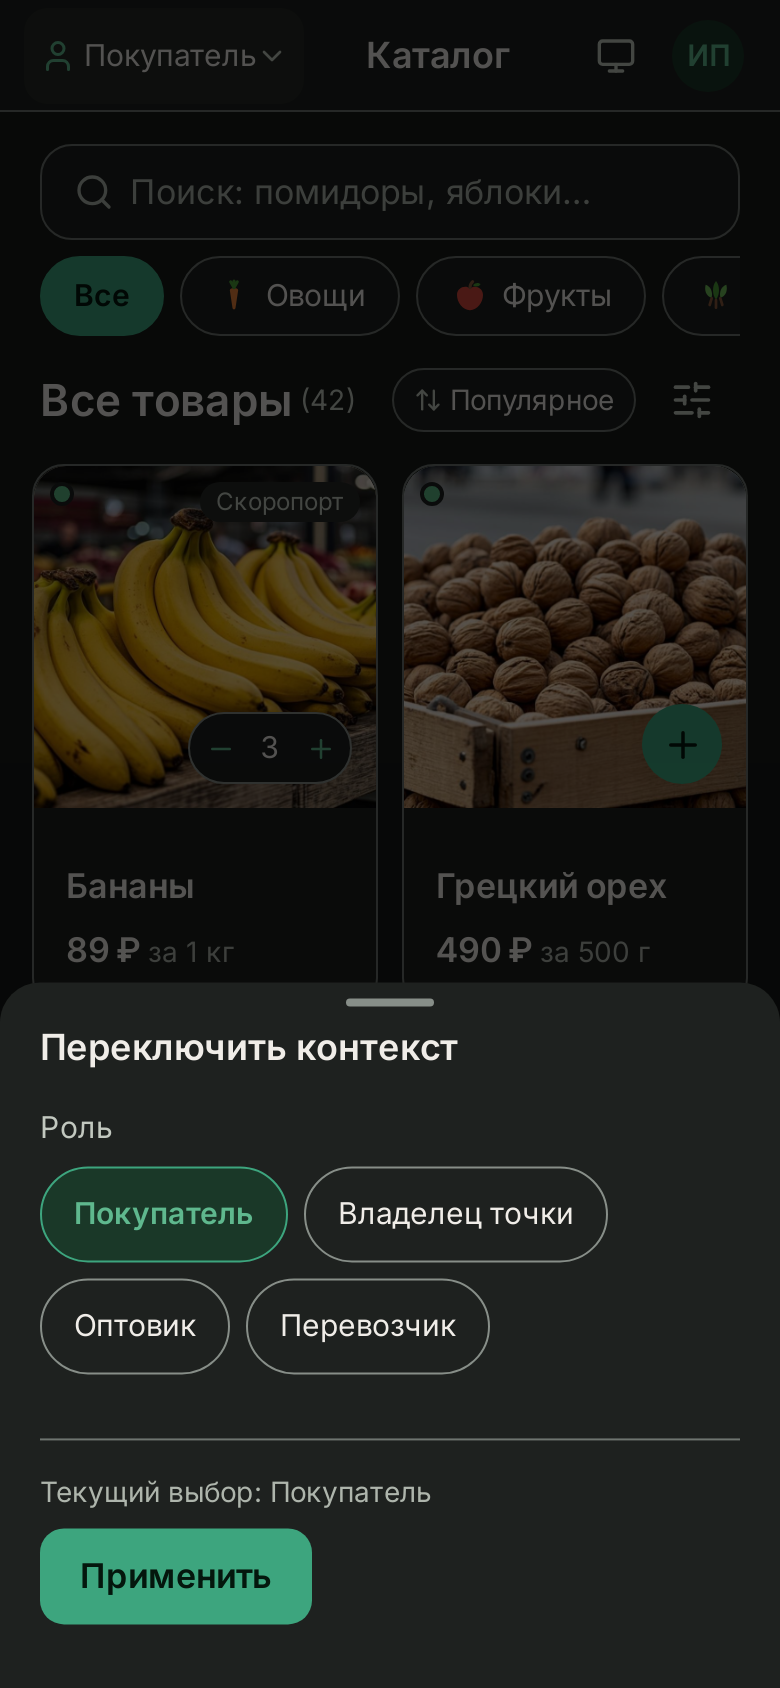 Покупатель
Каталог
ИП
Поиск: помидоры, яблоки...
Все
Овощи
Фрукты
Все товары (42)
Популярное
Скоропорт
3
Бананы
89 ₽ за 1 кг
Грецкий орех
490 ₽ за 500 г
Переключить контекст
Роль
Покупатель
Владелец точки
Оптовик
Перевозчик
Текущий выбор: Покупатель
Применить